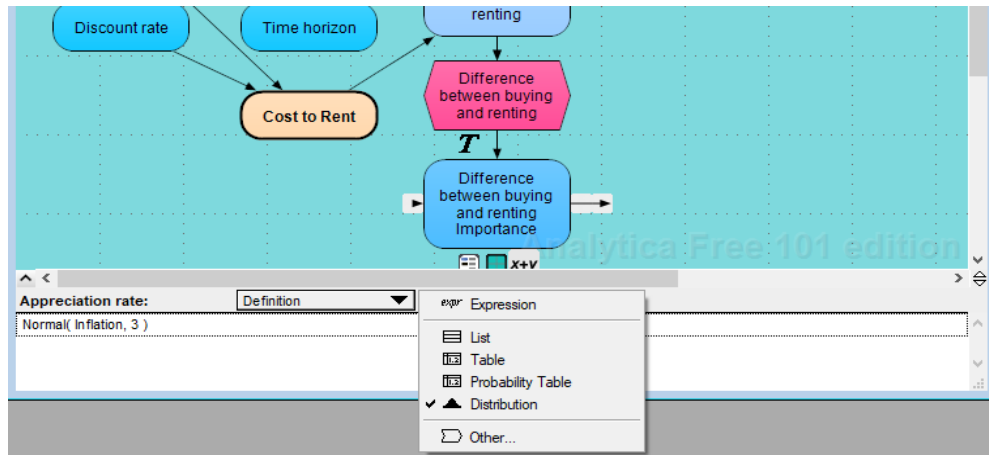 renting
Discount rate
Time horizon
Difference
between buying
and renting
Cost to Rent
T
Difference
between buying
and renting
Importance
x+y
Analytica Free 101 edition
Appreciation rate:
Definition
expr Expression
Normal( Inflation, 3 )
List
Table
Probability Table
Distribution
Other...